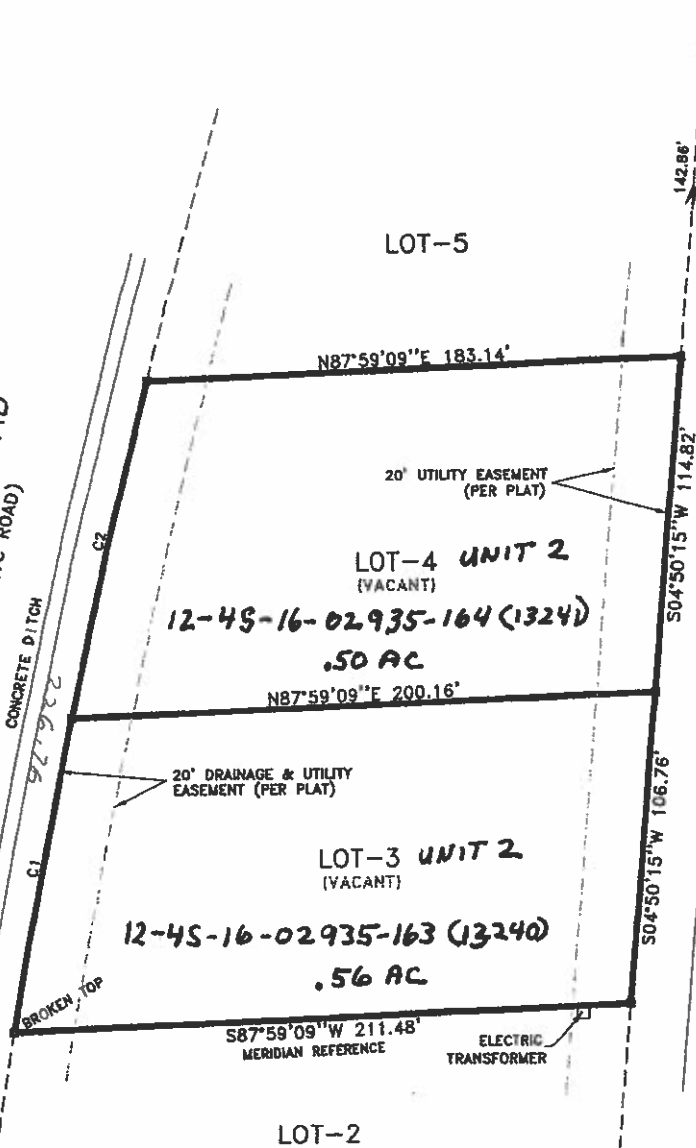 142.86'
LOT-5
N87°59'09"E 183.14'
20' UTILITY EASEMENT
(PER PLAT)
S04°50'15"W 114.82'
C2
ROAD)
LOT-4 UNIT 2
(VACANT)
12-4S-16-02935-164 (13241)
.50 AC
CONCRETE DITCH
N87°59'09"E 200.16'
226.76
20' DRAINAGE & UTILITY
EASEMENT (PER PLAT)
S04°50'15"W 106.76'
C1
LOT-3 UNIT 2
(VACANT)
12-4S-16-02935-163 (13240)
.56 AC
BROKEN TOP
S87°59'09"W 211.48'
MERIDIAN REFERENCE
ELECTRIC
TRANSFORMER
LOT-2